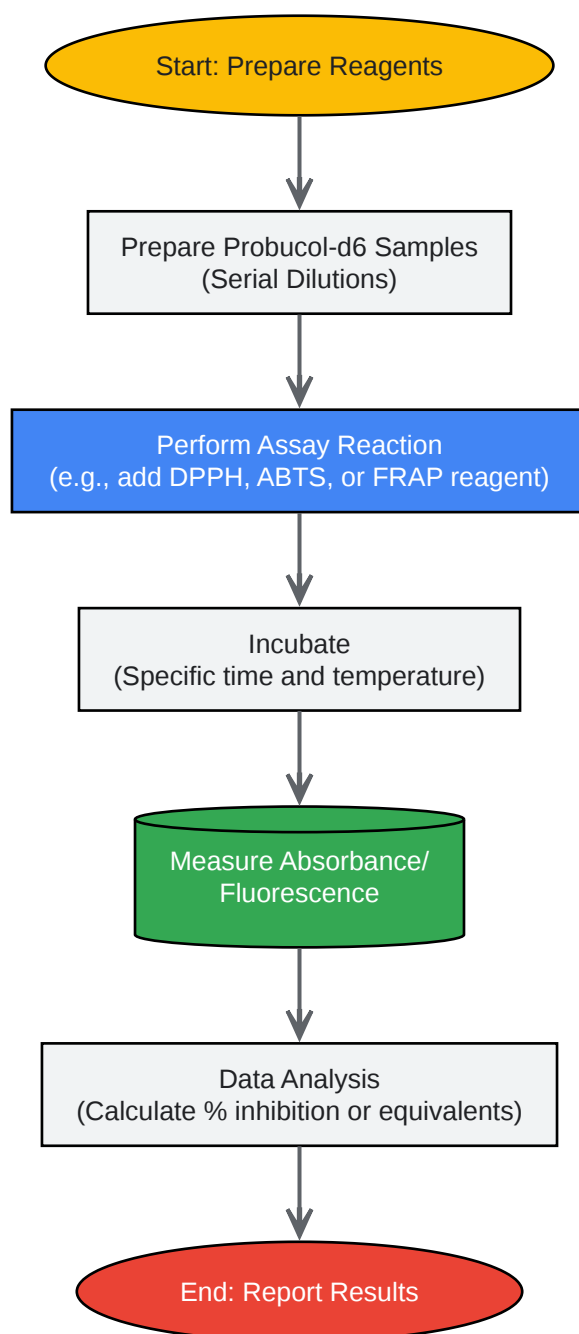 Start: Prepare Reagents
Prepare Probucol-d6 Samples
(Serial Dilutions)
Perform Assay Reaction
(e.g., add DPPH, ABTS, or FRAP reagent)
Incubate
(Specific time and temperature)
Measure Absorbance/
Fluorescence
Data Analysis
(Calculate % inhibition or equivalents)
End: Report Results